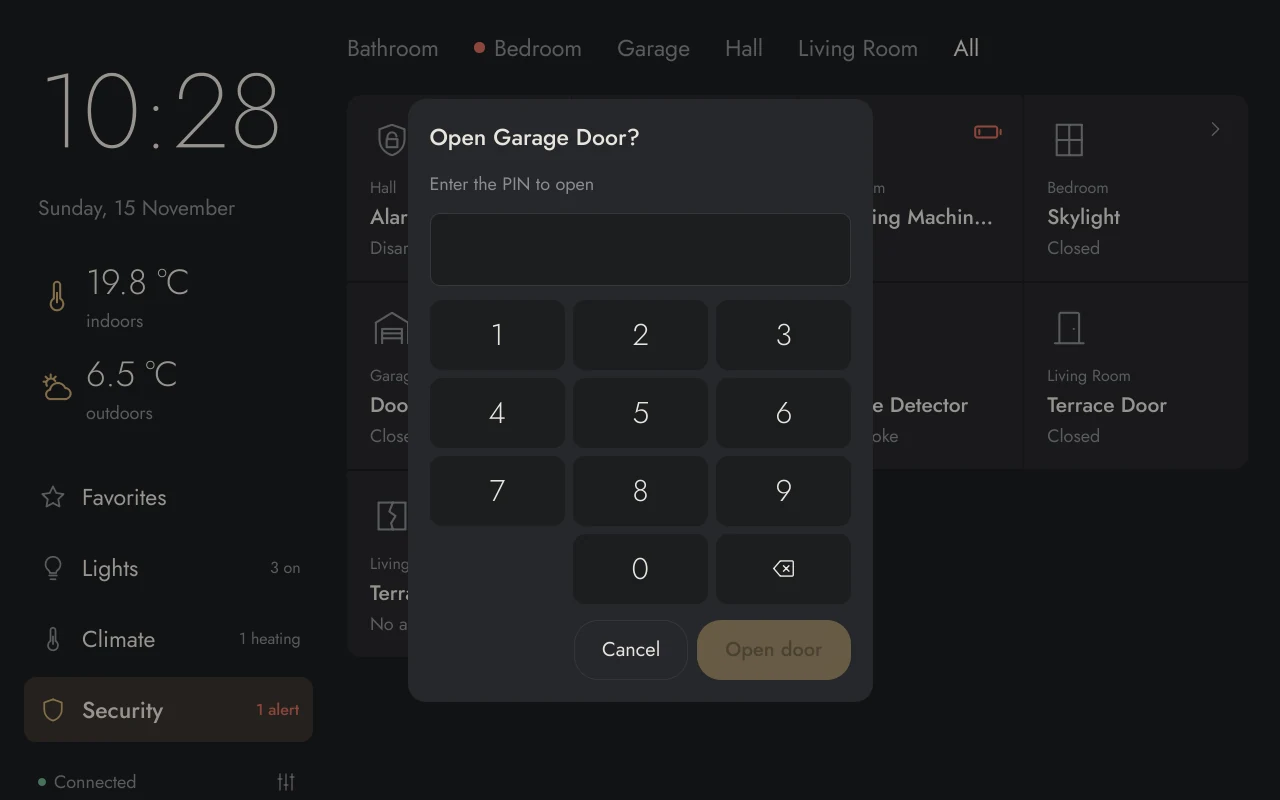 Bathroom
Bedroom
Garage
Hall
Living Room
All
10:28
Sunday, 15 November
19.8 °C
indoors
6.5 °C
outdoors
Favorites
Lights
3 on
Climate
1 heating
Security
1 alert
Connected
Open Garage Door?
Enter the PIN to open
1 2 3
4 5 6
7 8 9
0
Cancel
Open door
Hall
Bedroom
Skylight
Closed
Living Room
Terrace Door
Closed
Detector
Living